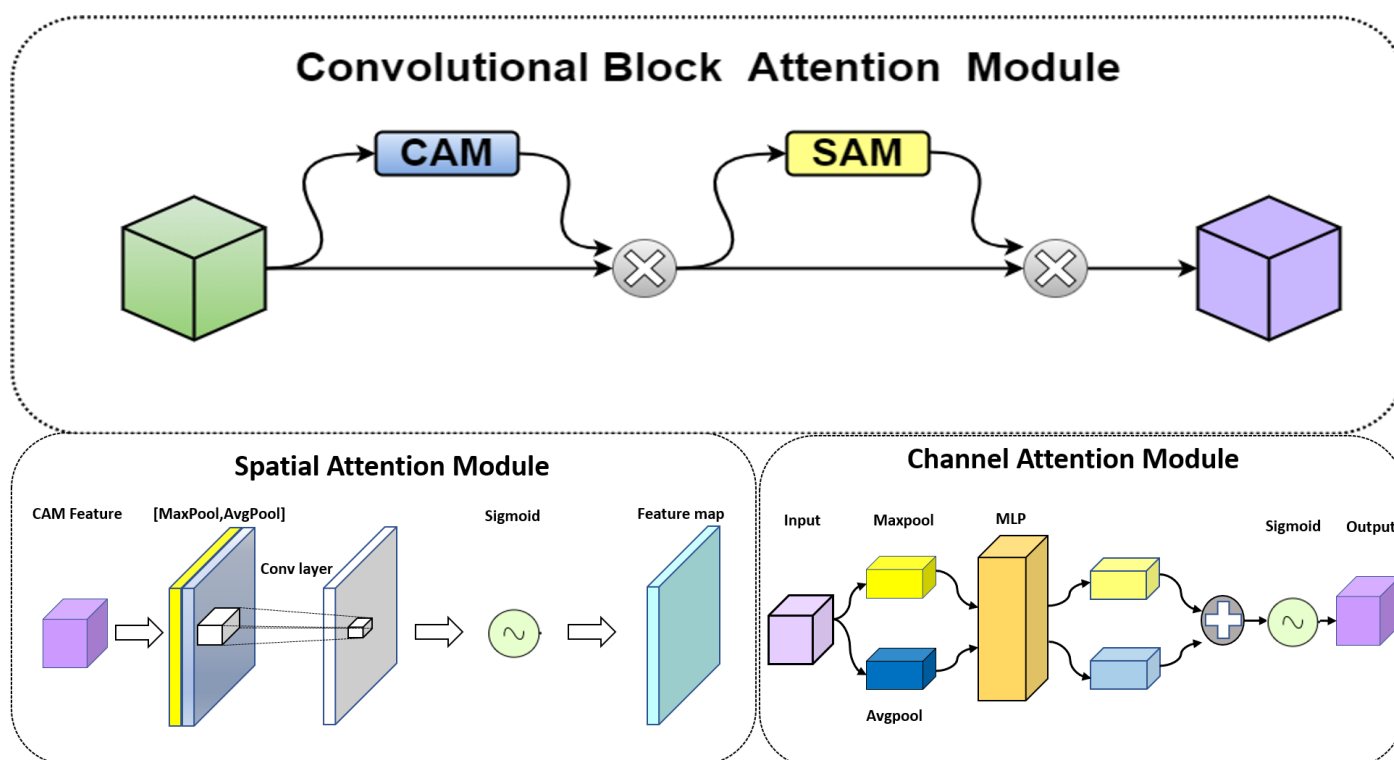 Convolutional Block Attention Module
CAM
SAM
Spatial Attention Module
CAM Feature
[MaxPool,AvgPool]
Conv layer
Sigmoid
Feature map
Channel Attention Module
Input
Maxpool
Avgpool
MLP
Sigmoid
Output